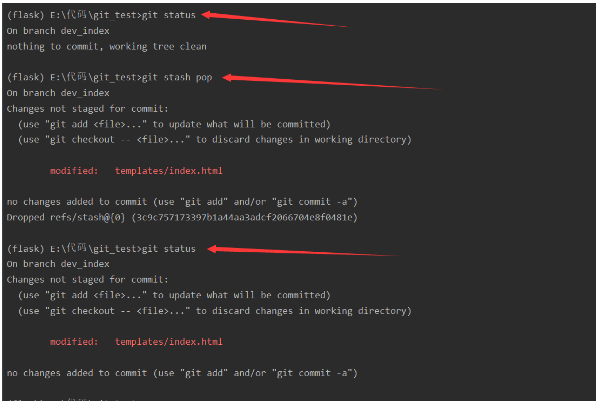 (flask) E:\代码\git_test>git status
On branch dev_index
nothing to commit, working tree clean
(flask) E:\代码\git_test>git stash pop
On branch dev_index
Changes not staged for commit:
(use "git add <file>..." to update what will be committed)
(use "git checkout -- <file>..." to discard changes in working directory)
modified: templates/index.html
no changes added to commit (use "git add" and/or "git commit -a")
Dropped refs/stash@{0} (3c9c757173397b1a44aa3adcf2066704e8f0481e)
(flask) E:\代码\git_test>git status
On branch dev_index
Changes not staged for commit:
(use "git add <file>..." to update what will be committed)
(use "git checkout -- <file>..." to discard changes in working directory)
modified: templates/index.html
no changes added to commit (use "git add" and/or "git commit -a")